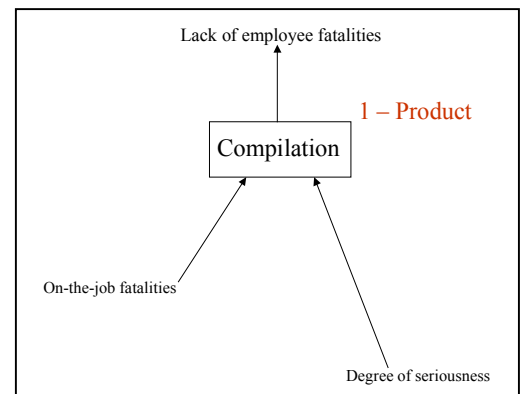 Lack of employee fatalities
1 – Product
Compilation
On-the-job fatalities
Degree of seriousness